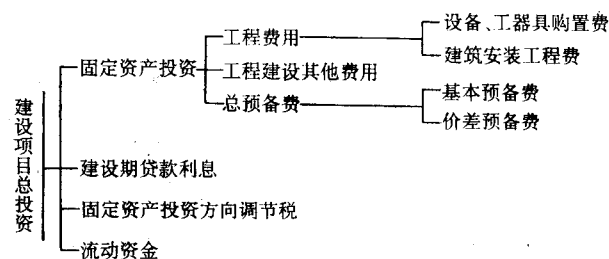 建设项目总投资
固定资产投资
工程费用
设备、工器具购置费
建筑安装工程费
工程建设其他费用
总预备费
基本预备费
价差预备费
建设期贷款利息
固定资产投资方向调节税
流动资金